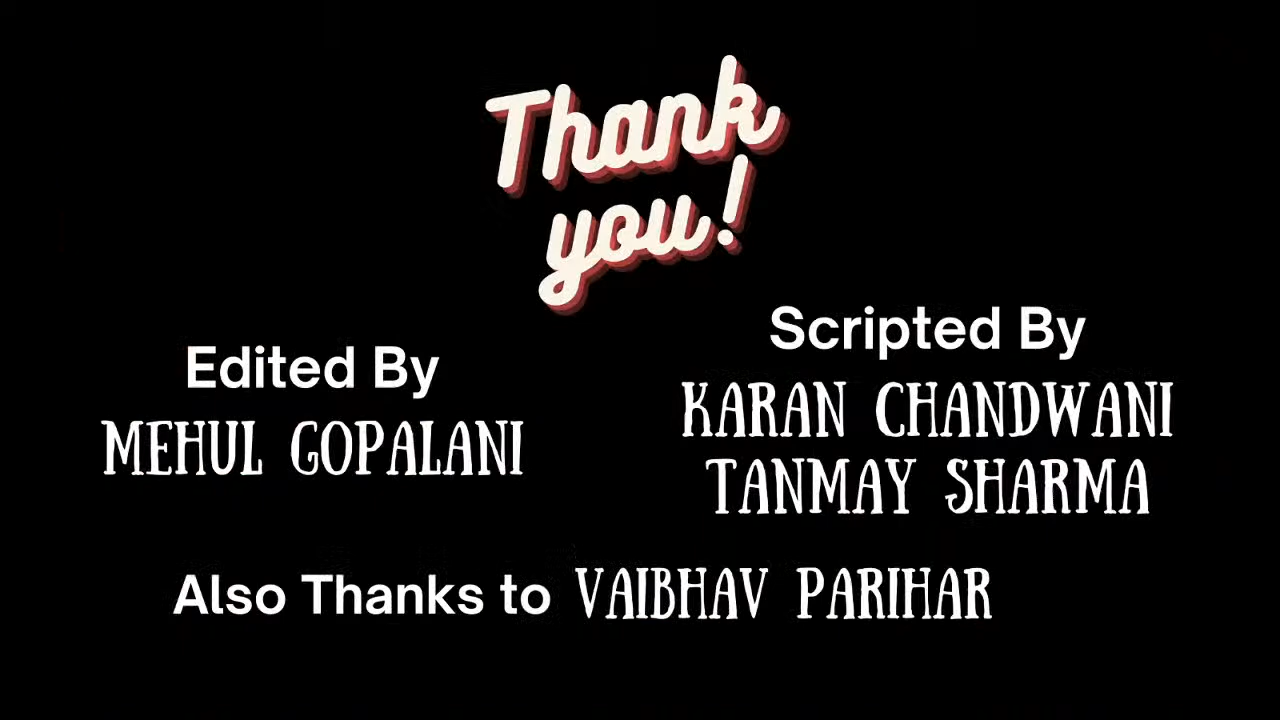 Thank
you!
Edited By
MEHUL GOPALANI
Scripted By
KARAN CHANDWANI
TANMAY SHARMA
Also Thanks to VAIBHAV PARIHAR